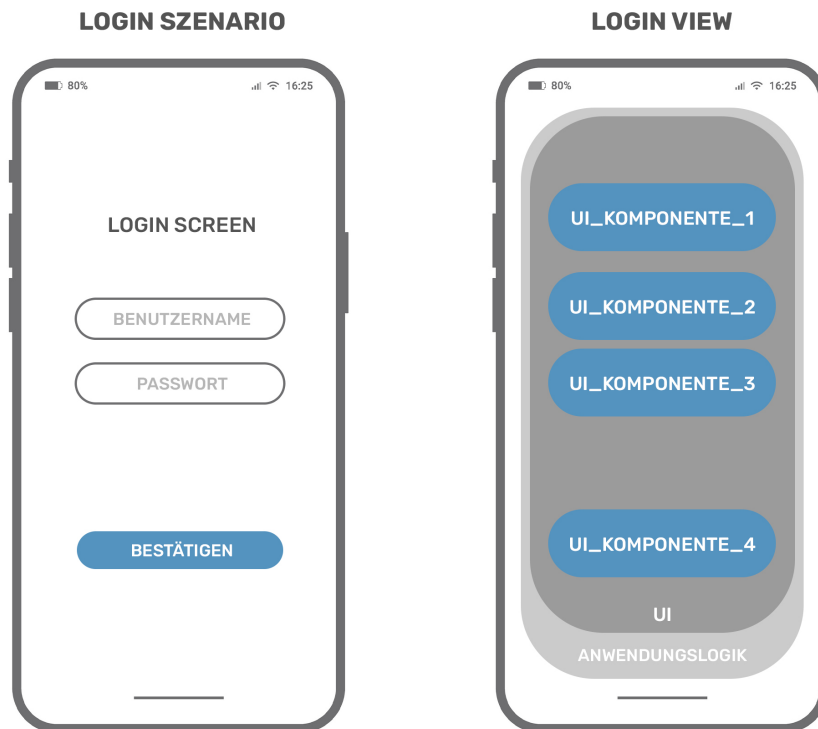 LOGIN SZENARIO
80%
16:25
LOGIN SCREEN
BENUTZERNAME
PASSWORT
BESTÄTIGEN
LOGIN VIEW
80%
16:25
UI_KOMPONENTE_1
UI_KOMPONENTE_2
UI_KOMPONENTE_3
UI_KOMPONENTE_4
UI
ANWENDUNGSLOGIK